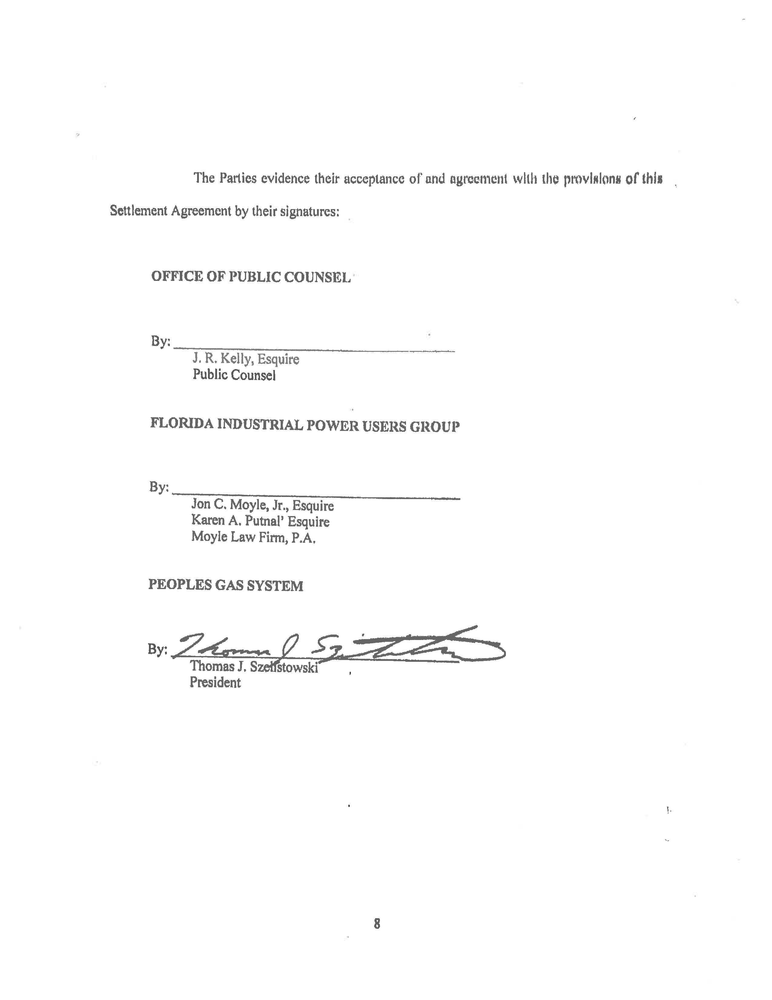 The Parties evidence their acceptance of and agreement with the provisions of this
Settlement Agreement by their signatures:
OFFICE OF PUBLIC COUNSEL
By:
J. R. Kelly, Esquire
Public Counsel
FLORIDA INDUSTRIAL POWER USERS GROUP
By:
Jon C. Moyle, Jr., Esquire
Karen A. Putnal' Esquire
Moyle Law Firm, P.A.
PEOPLES GAS SYSTEM
By: Thomas J
Thomas J. Szelistowski
President
8